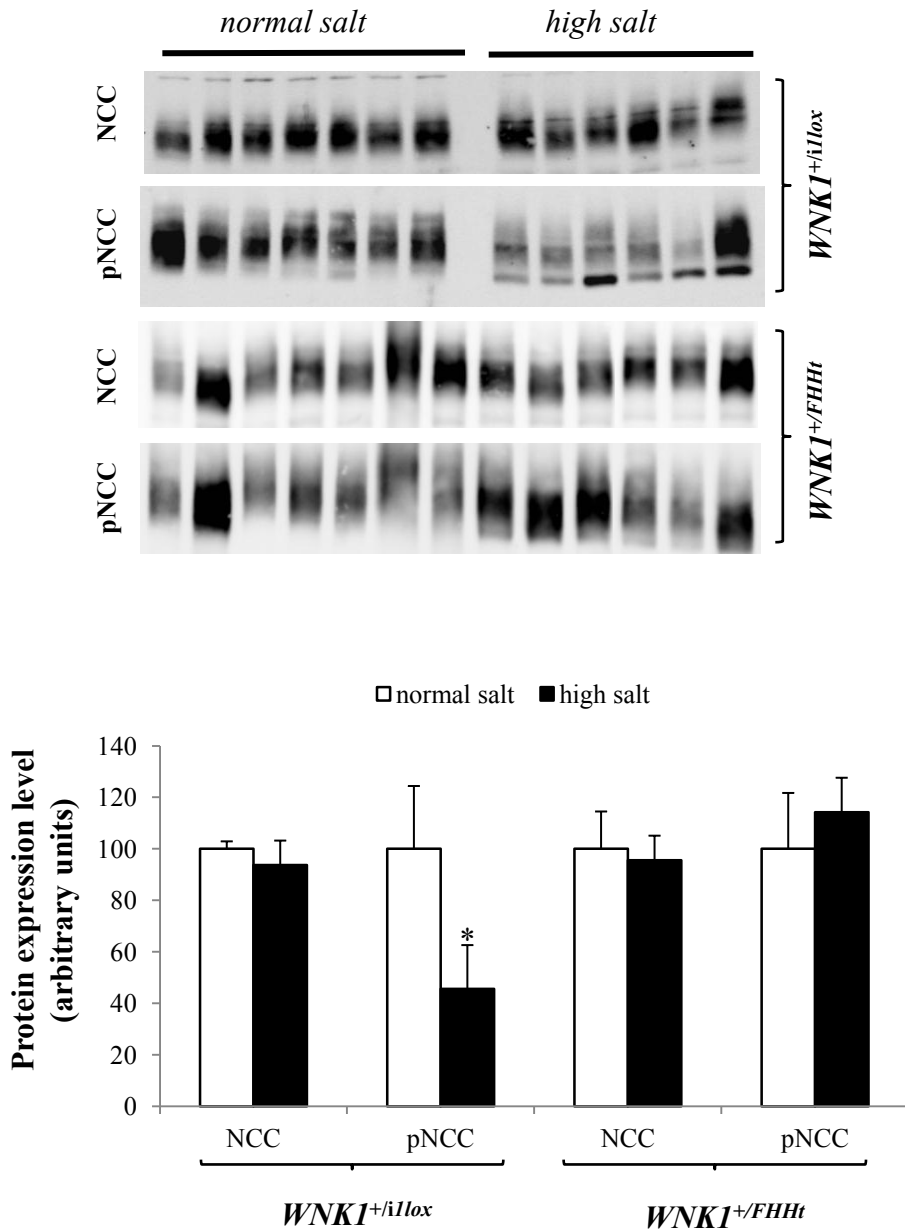 normal salt high salt
NCC
pNCC
WNK1+/i1lox
NCC
pNCC
WNK1+/FHHt
normal salt high salt
Protein expression level
(arbitrary units)
140
120
100
80
60
40
20
0
*
NCC pNCC NCC pNCC
WNK1+/i1lox WNK1+/FHHt